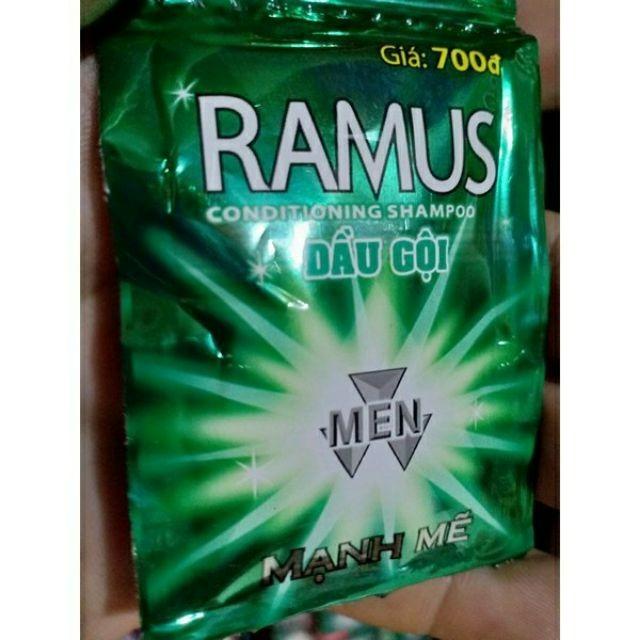 Giá: 700đ
RAMUS
CONDITIONING SHAMPOO
DẦU GỘI
MEN
MẠNH MẼ